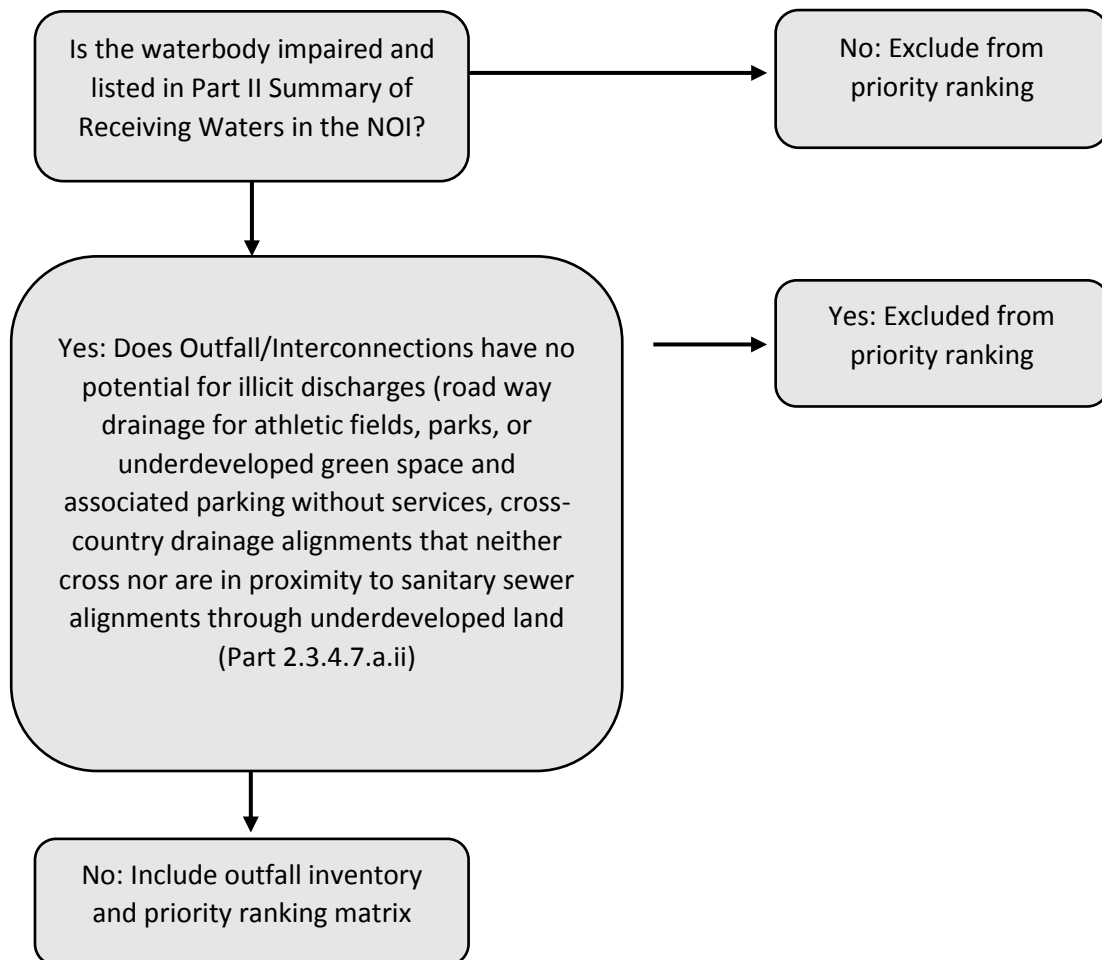 Is the waterbody impaired and
listed in Part II Summary of
Receiving Waters in the NOI?
No: Exclude from
priority ranking
Yes: Does Outfall/Interconnections have no
potential for illicit discharges (road way
drainage for athletic fields, parks, or
underdeveloped green space and
associated parking without services, cross-
country drainage alignments that neither
cross nor are in proximity to sanitary sewer
alignments through underdeveloped land
(Part 2.3.4.7.a.ii)
Yes: Excluded from
priority ranking
No: Include outfall inventory
and priority ranking matrix